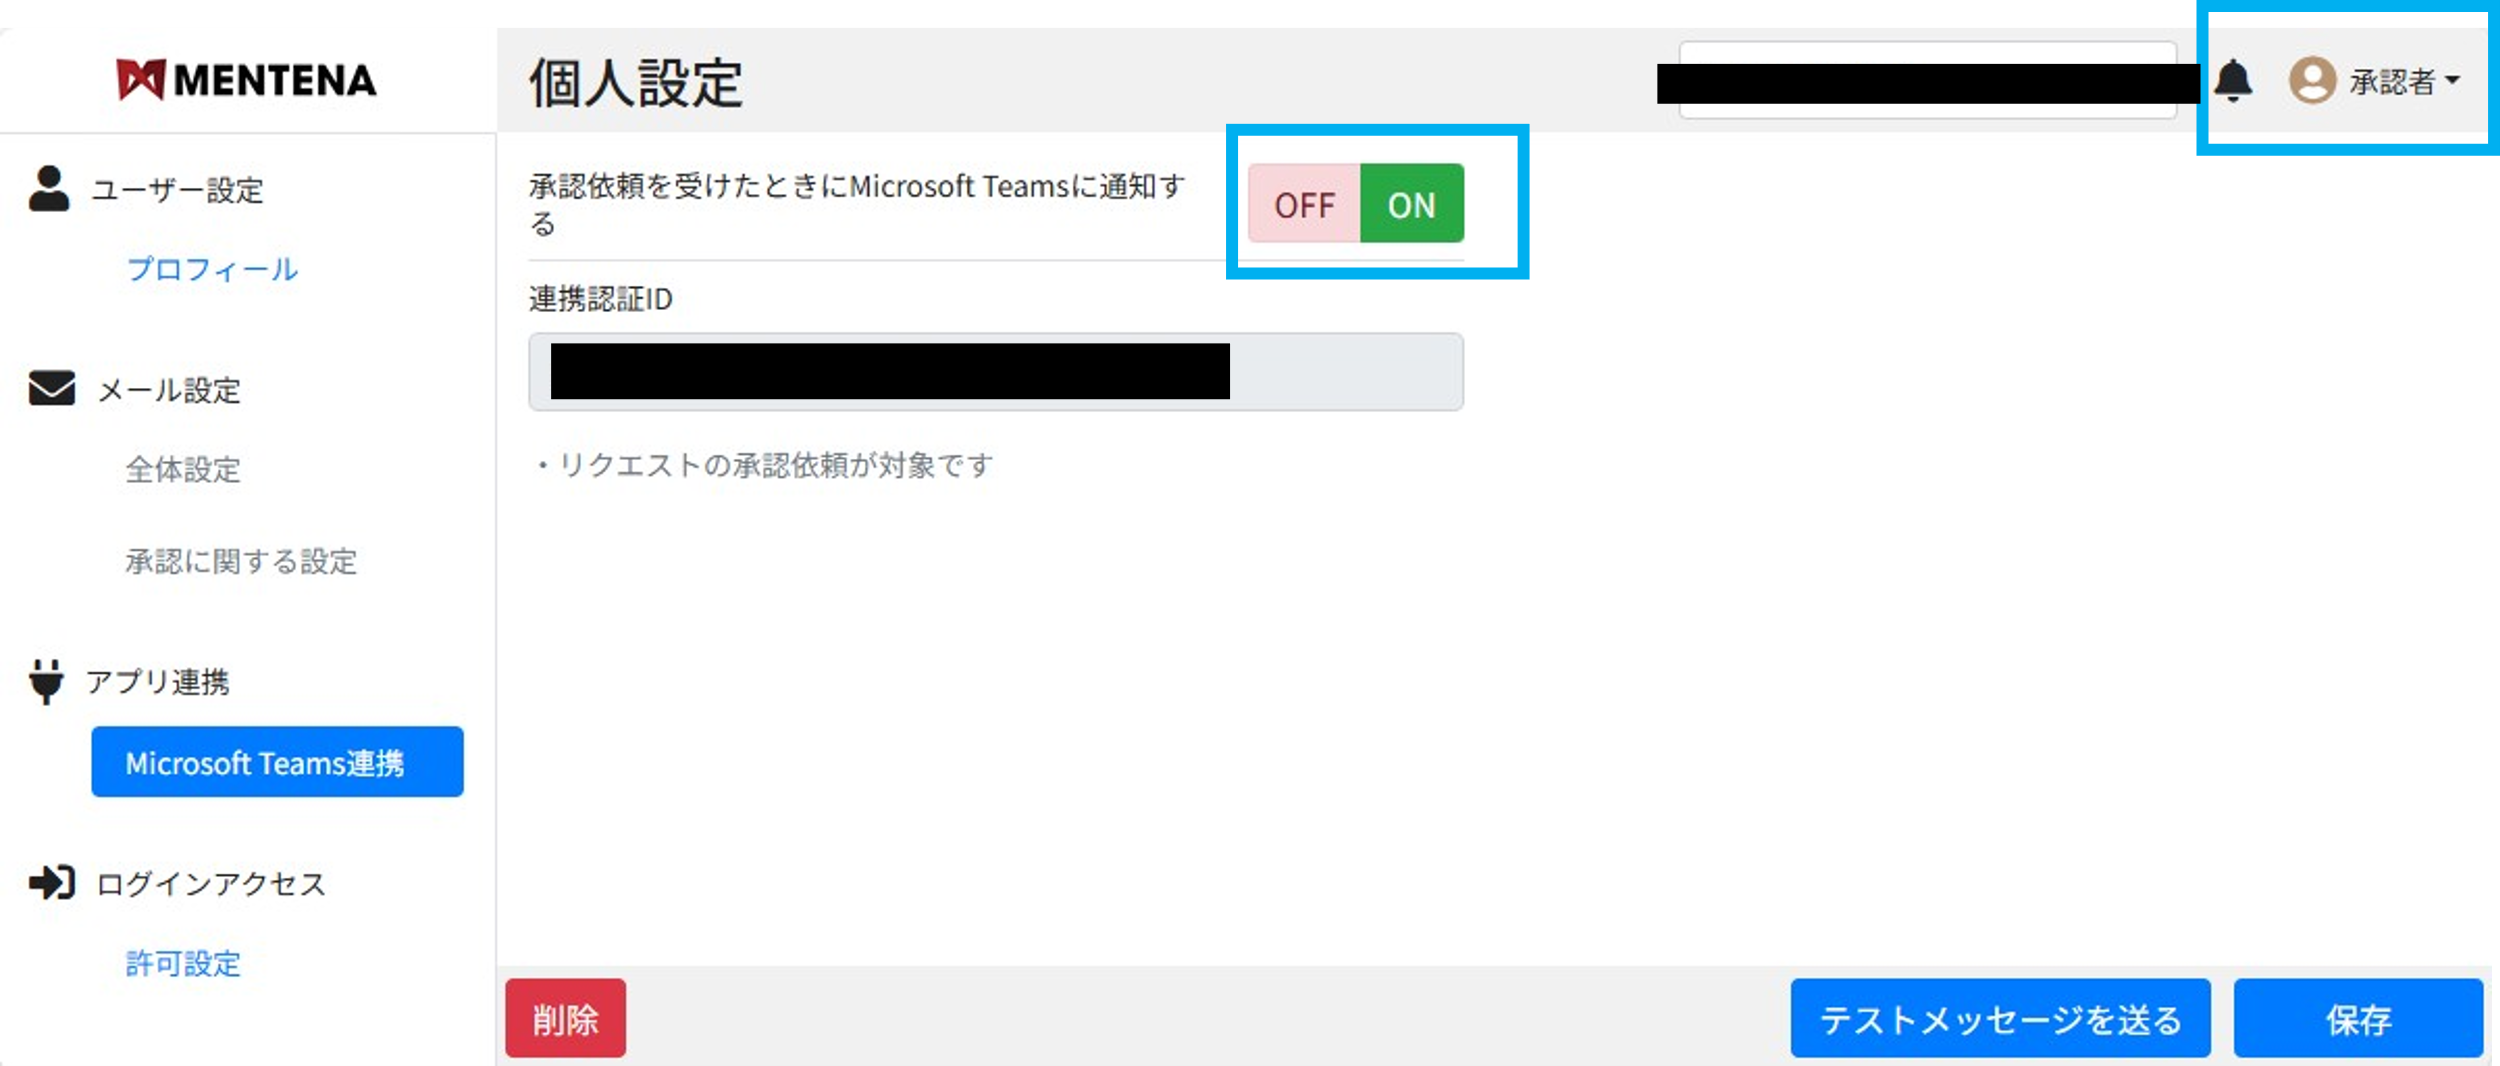 MENTENA
個人設定
承認者
ユーザー設定
プロフィール
メール設定
全体設定
承認に関する設定
アプリ連携
Microsoft Teams連携
ログインアクセス
許可設定
承認依頼を受けたときにMicrosoft Teamsに通知す
る
OFF ON
連携認証ID
・リクエストの承認依頼が対象です
削除
テストメッセージを送る
保存